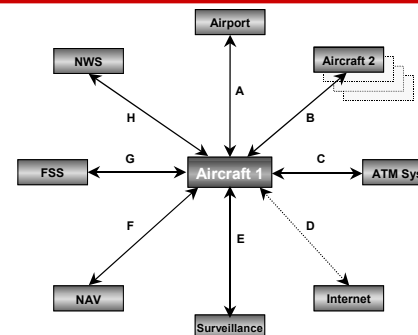 Airport
NWS
Aircraft 2
H
A
B
FSS
G
Aircraft 1
C
ATM Sys
F
E
D
NAV
Internet
Surveillance